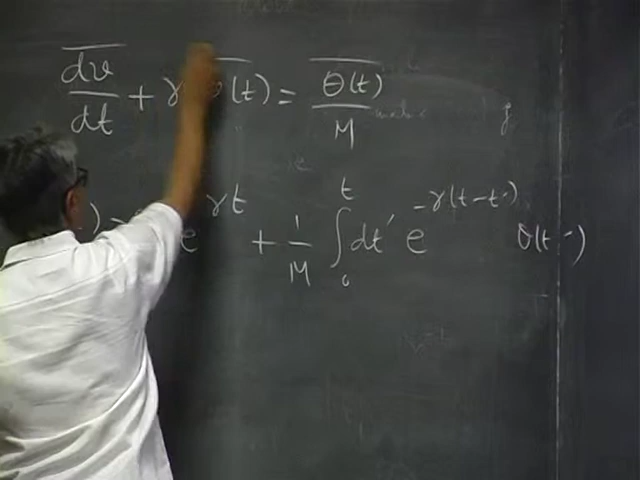 dv/dt + γ v(t) = θ(t)/M
) = e^γt + 1/M ∫₀^t dt′ e^-γ(t-t′) θ(t′)